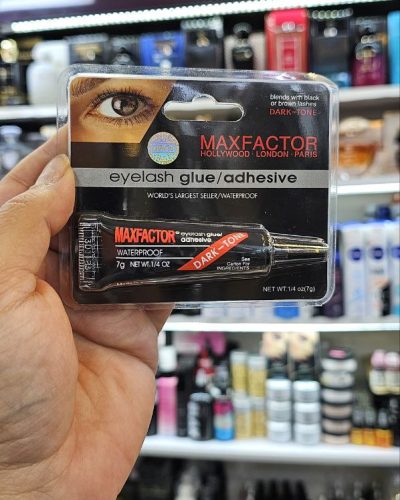 blends with black
or brown lashes
DARK-TONE
MAXFACTOR
HOLLYWOOD · LONDON · PARIS
eyelash glue/adhesive
WORLD'S LARGEST SELLER/WATERPROOF
MAXFACTOR eyelash glue/
adhesive
WATERPROOF
7g NET WT. 1/4 OZ
DARK-TONE
See
Carton For
INGREDIENTS
NET WT. 1/4 oz(7g)